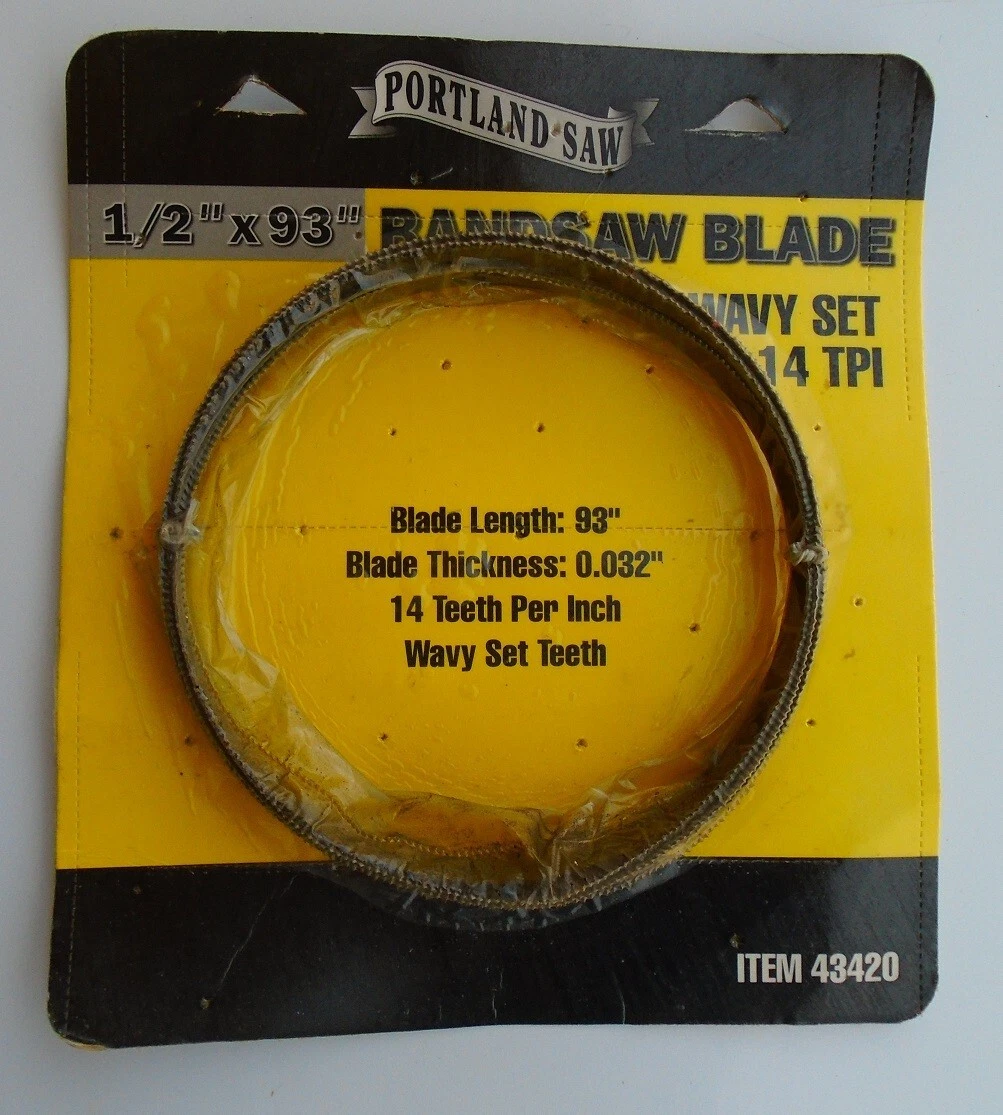 PORTLAND SAW
1/2" x 93" BANDSAW BLADE
WAVY SET
14 TPI
Blade Length: 93"
Blade Thickness: 0.032"
14 Teeth Per Inch
Wavy Set Teeth
ITEM 43420